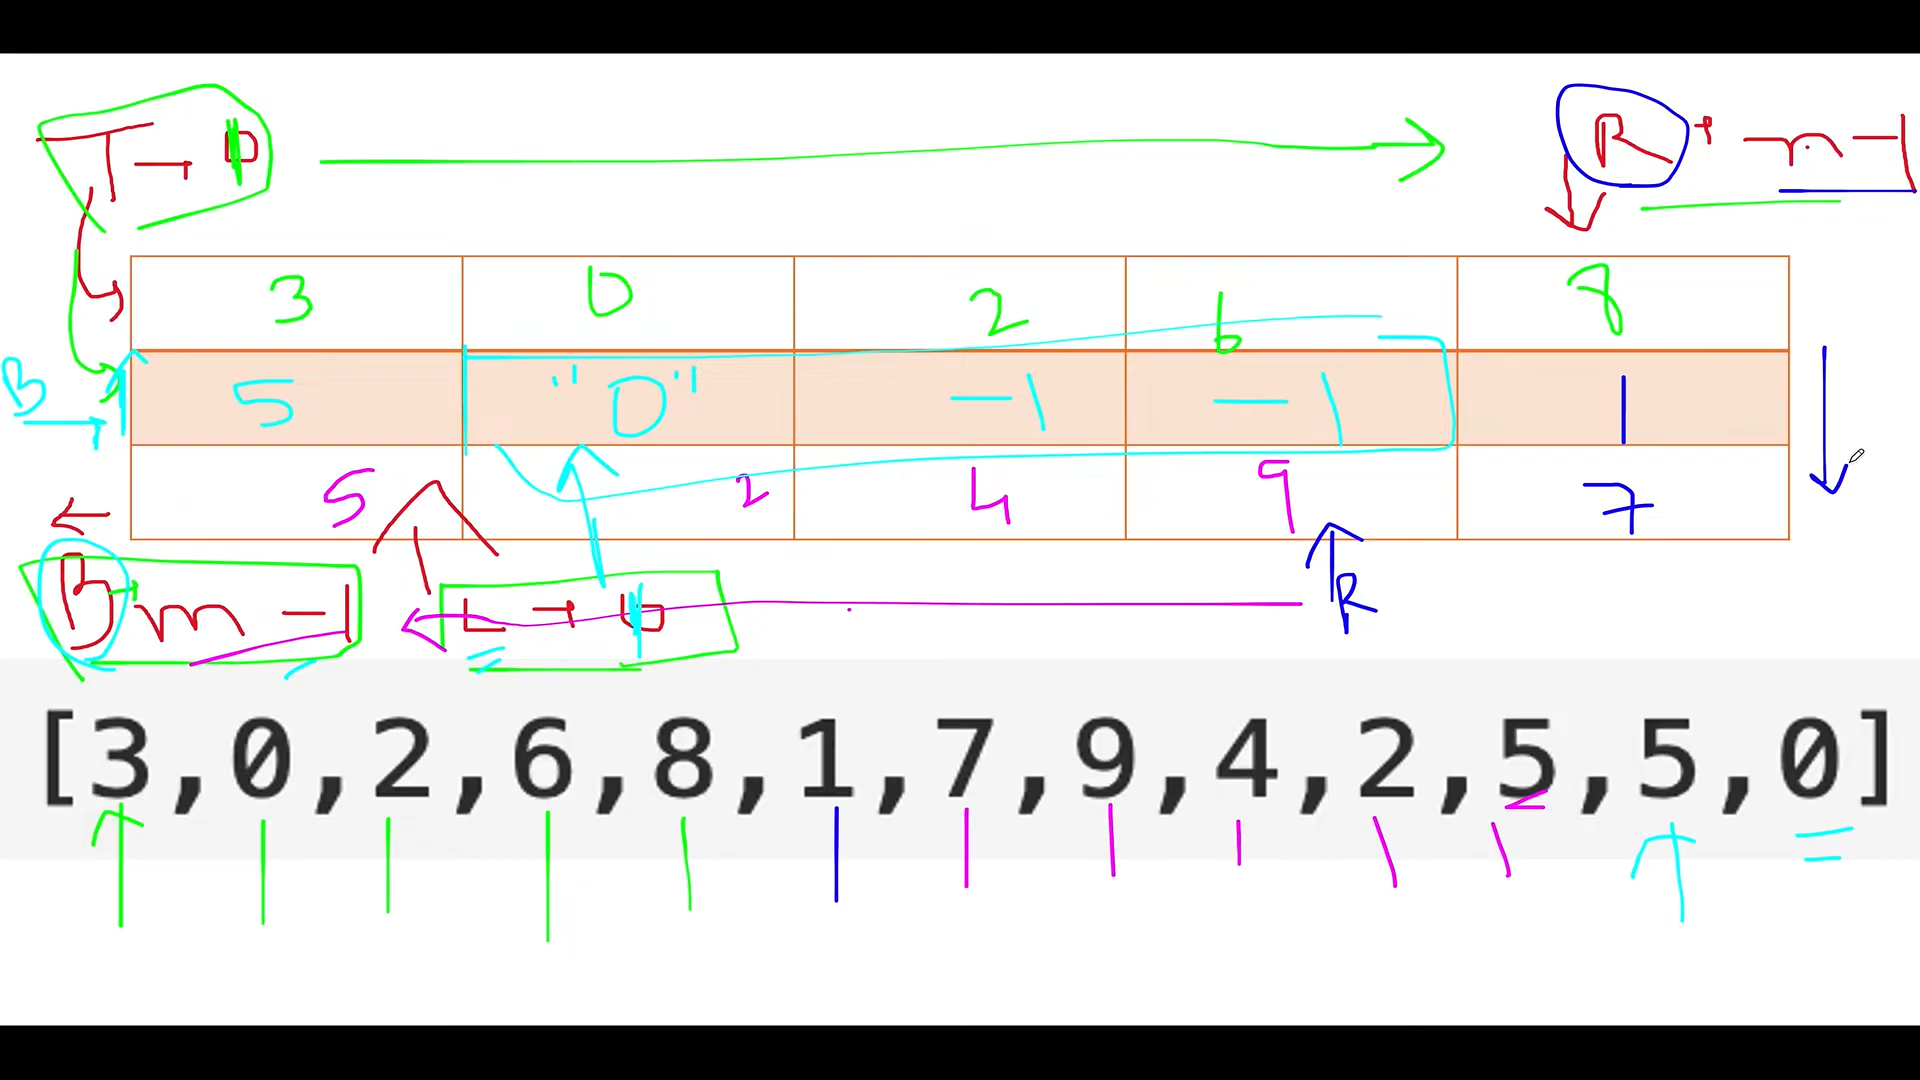 T → 0
R → n - 1
3 0 2 6 8
B →
5 "0" -1 -1 1
5 2 4 9 7
B m - 1
L → 0
R
[3,0,2,6,8,1,7,9,4,2,5,5,0]